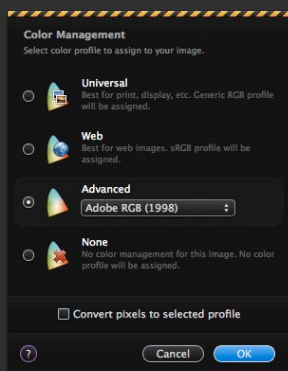 Color Management
Select color profile to assign to your image.
Universal
Best for print, display, etc. Generic RGB profile
will be assigned.
Web
Best for web images. sRGB profile will be
assigned.
Advanced
Adobe RGB (1998)
None
No color management for this image. No color
profile will be assigned.
Convert pixels to selected profile
? Cancel OK